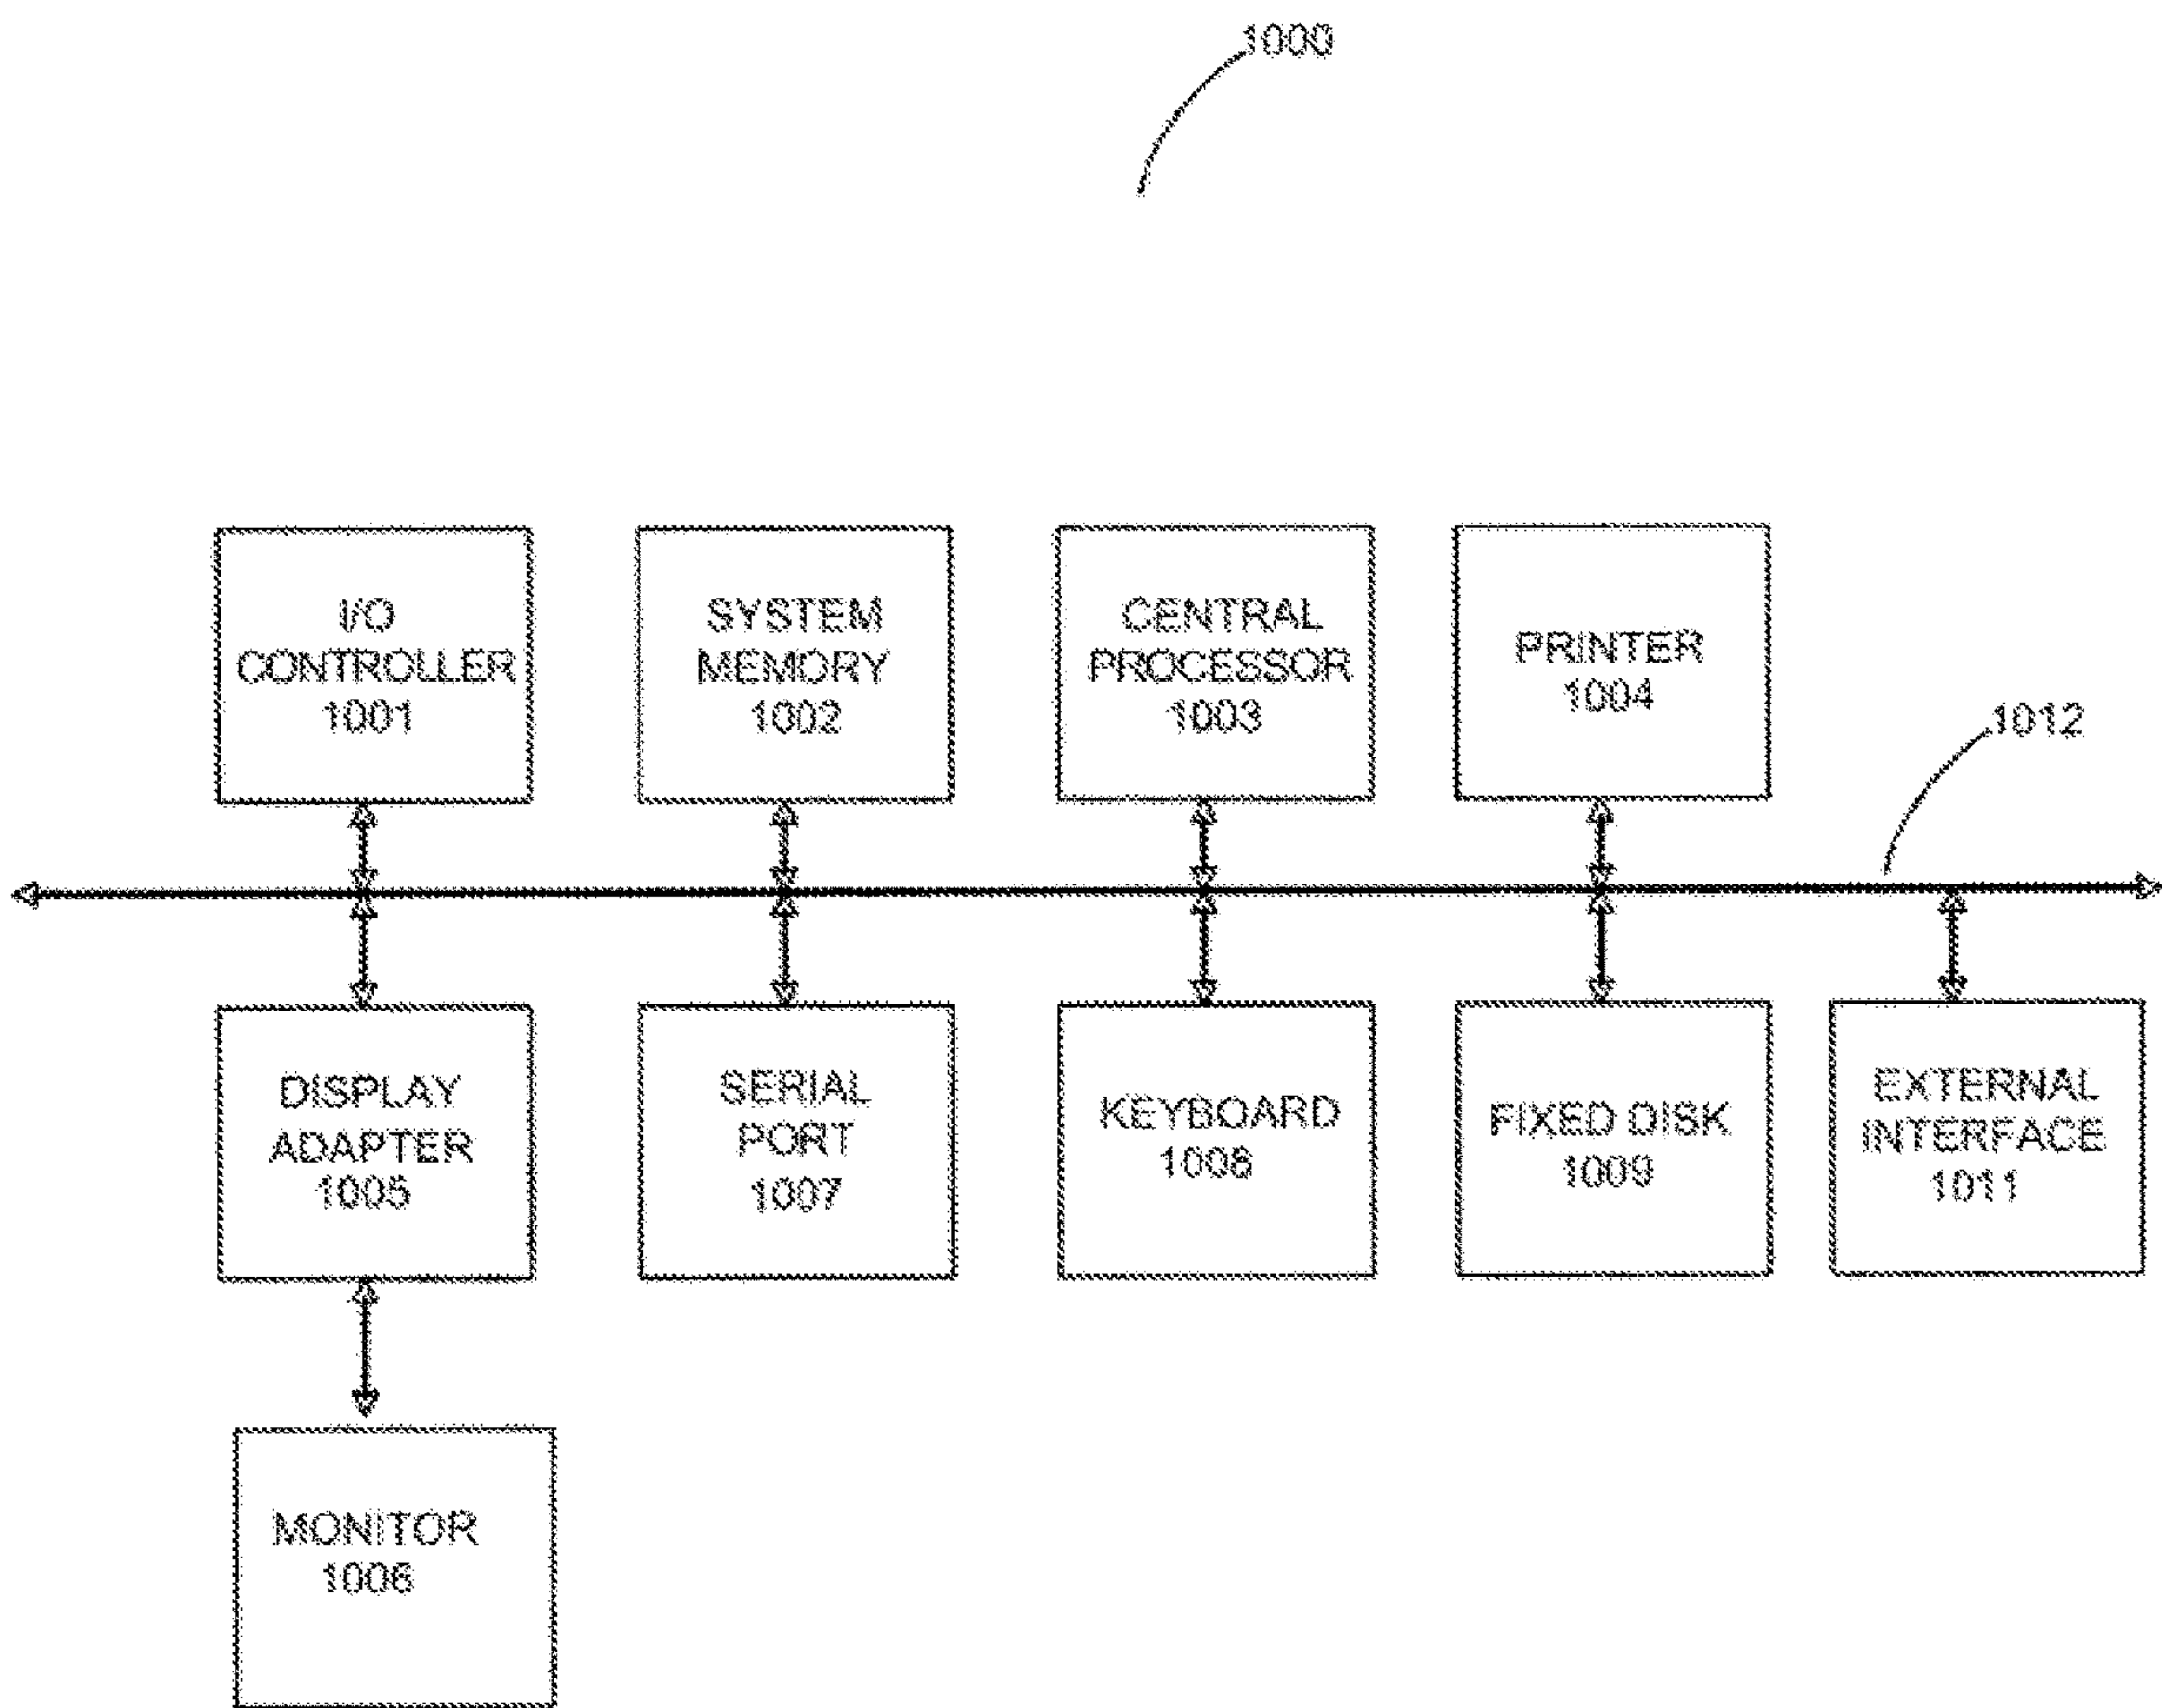 1000
I/O
CONTROLLER
1001
SYSTEM
MEMORY
1002
CENTRAL
PROCESSOR
1003
PRINTER
1004
1012
DISPLAY
ADAPTER
1005
SERIAL
PORT
1007
KEYBOARD
1008
FIXED DISK
1009
EXTERNAL
INTERFACE
1011
MONITOR
1006